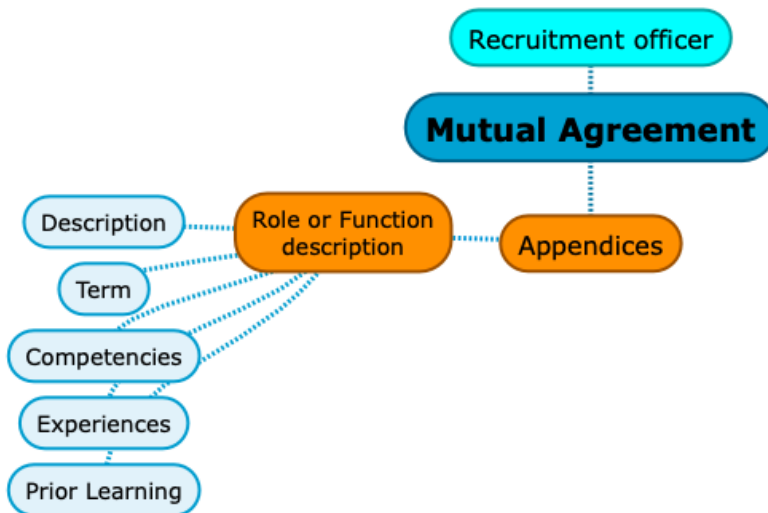 Recruitment officer
Mutual Agreement
Description
Role or Function
description
Appendices
Term
Competencies
Experiences
Prior Learning